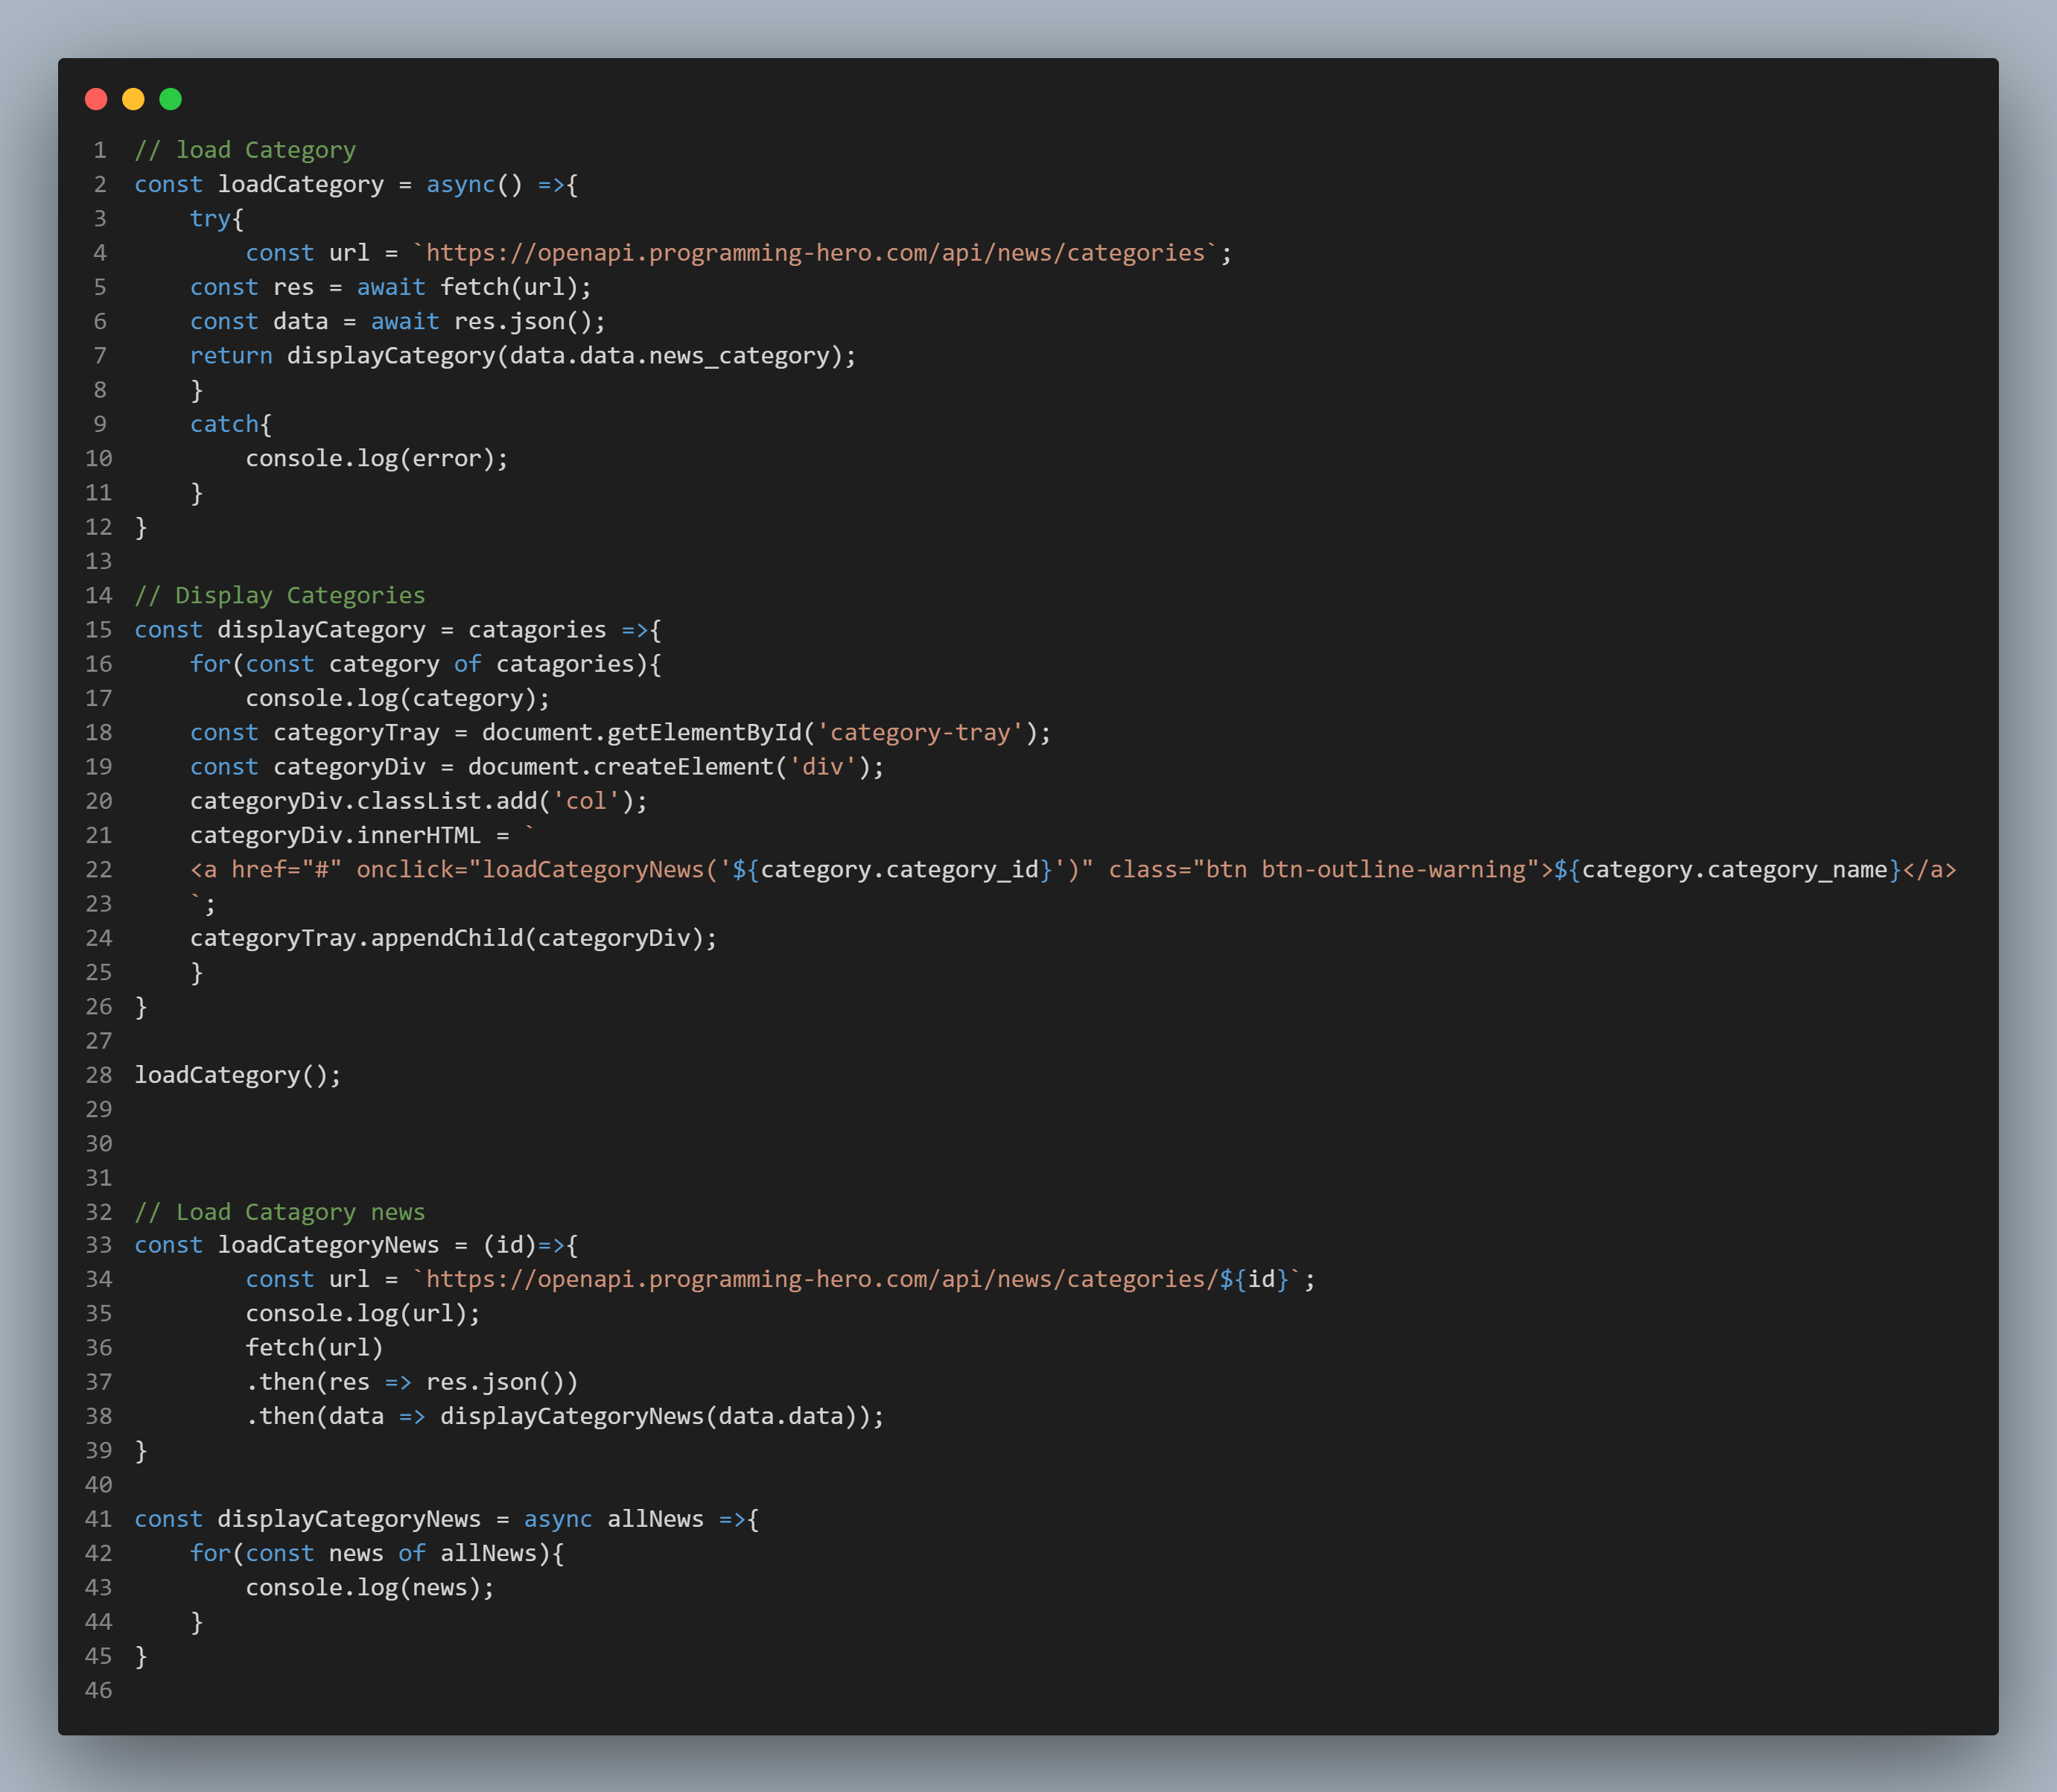 1 // load Category
2 const loadCategory = async() =>{
3     try{
4         const url = `https://openapi.programming-hero.com/api/news/categories`;
5     const res = await fetch(url);
6     const data = await res.json();
7     return displayCategory(data.data.news_category);
8     }
9     catch{
10         console.log(error);
11     }
12 }
13
14 // Display Categories
15 const displayCategory = catagories =>{
16     for(const category of catagories){
17         console.log(category);
18     const categoryTray = document.getElementById('category-tray');
19     const categoryDiv = document.createElement('div');
20     categoryDiv.classList.add('col');
21     categoryDiv.innerHTML = `
22     <a href="#" onclick="loadCategoryNews('${category.category_id}')" class="btn btn-outline-warning">${category.category_name}</a>
23     `;
24     categoryTray.appendChild(categoryDiv);
25     }
26 }
27
28 loadCategory();
29
30
31
32 // Load Catagory news
33 const loadCategoryNews = (id)=>{
34         const url = `https://openapi.programming-hero.com/api/news/categories/${id}`;
35         console.log(url);
36         fetch(url)
37         .then(res => res.json())
38         .then(data => displayCategoryNews(data.data));
39 }
40
41 const displayCategoryNews = async allNews =>{
42     for(const news of allNews){
43         console.log(news);
44     }
45 }
46